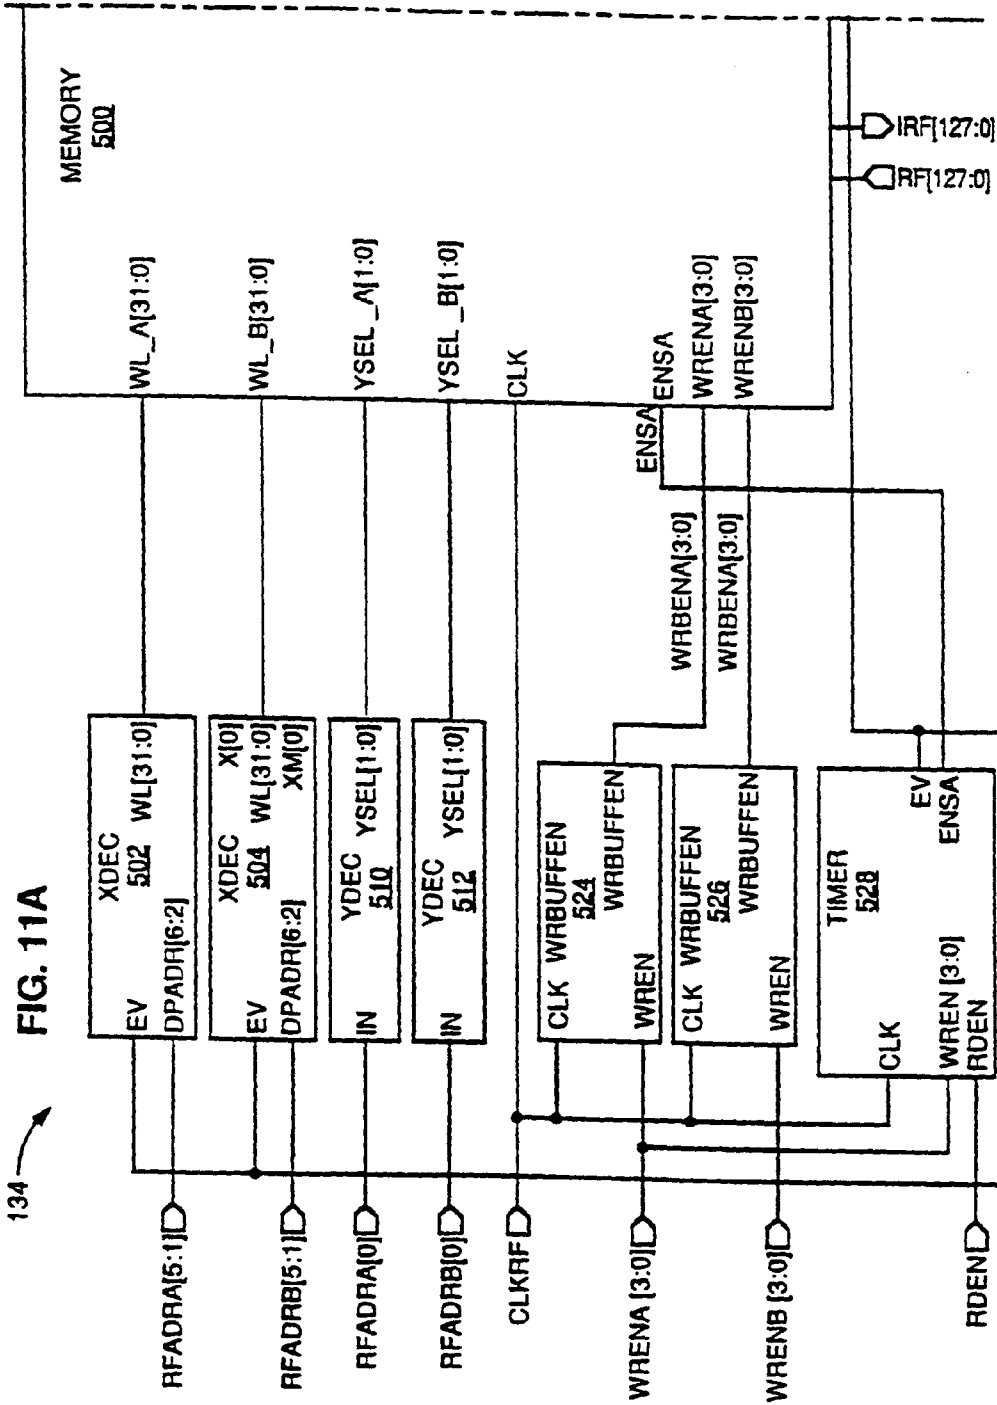 134
FIG. 11A
RFADRA[5:1]
RFADRB[5:1]
RFADRA[0]
RFADRB[0]
CLKRF
WRENA [3:0]
WRENB [3:0]
RDEN
XDEC
502
EV
WL[31:0]
DPADR[6:2]
XDEC
504
X[0]
EV
WL[31:0]
DPADR[6:2]
XM[0]
YDEC
510
IN
YSEL[1:0]
YDEC
512
IN
YSEL[1:0]
CLK WRBUFFEN
524
WRBUFFEN
WREN
CLK WRBUFFEN
526
WRBUFFEN
WREN
TIMER
528
CLK
EV
WREN [3:0]
ENSA
RDEN
ENSA
WRBENA[3:0]
WRBENA[3:0]
MEMORY
500
WL_A[31:0]
WL_B[31:0]
YSEL_A[1:0]
YSEL_B[1:0]
CLK
ENSA
WRENA[3:0]
WRENB[3:0]
IRF[127:0]
RF[127:0]